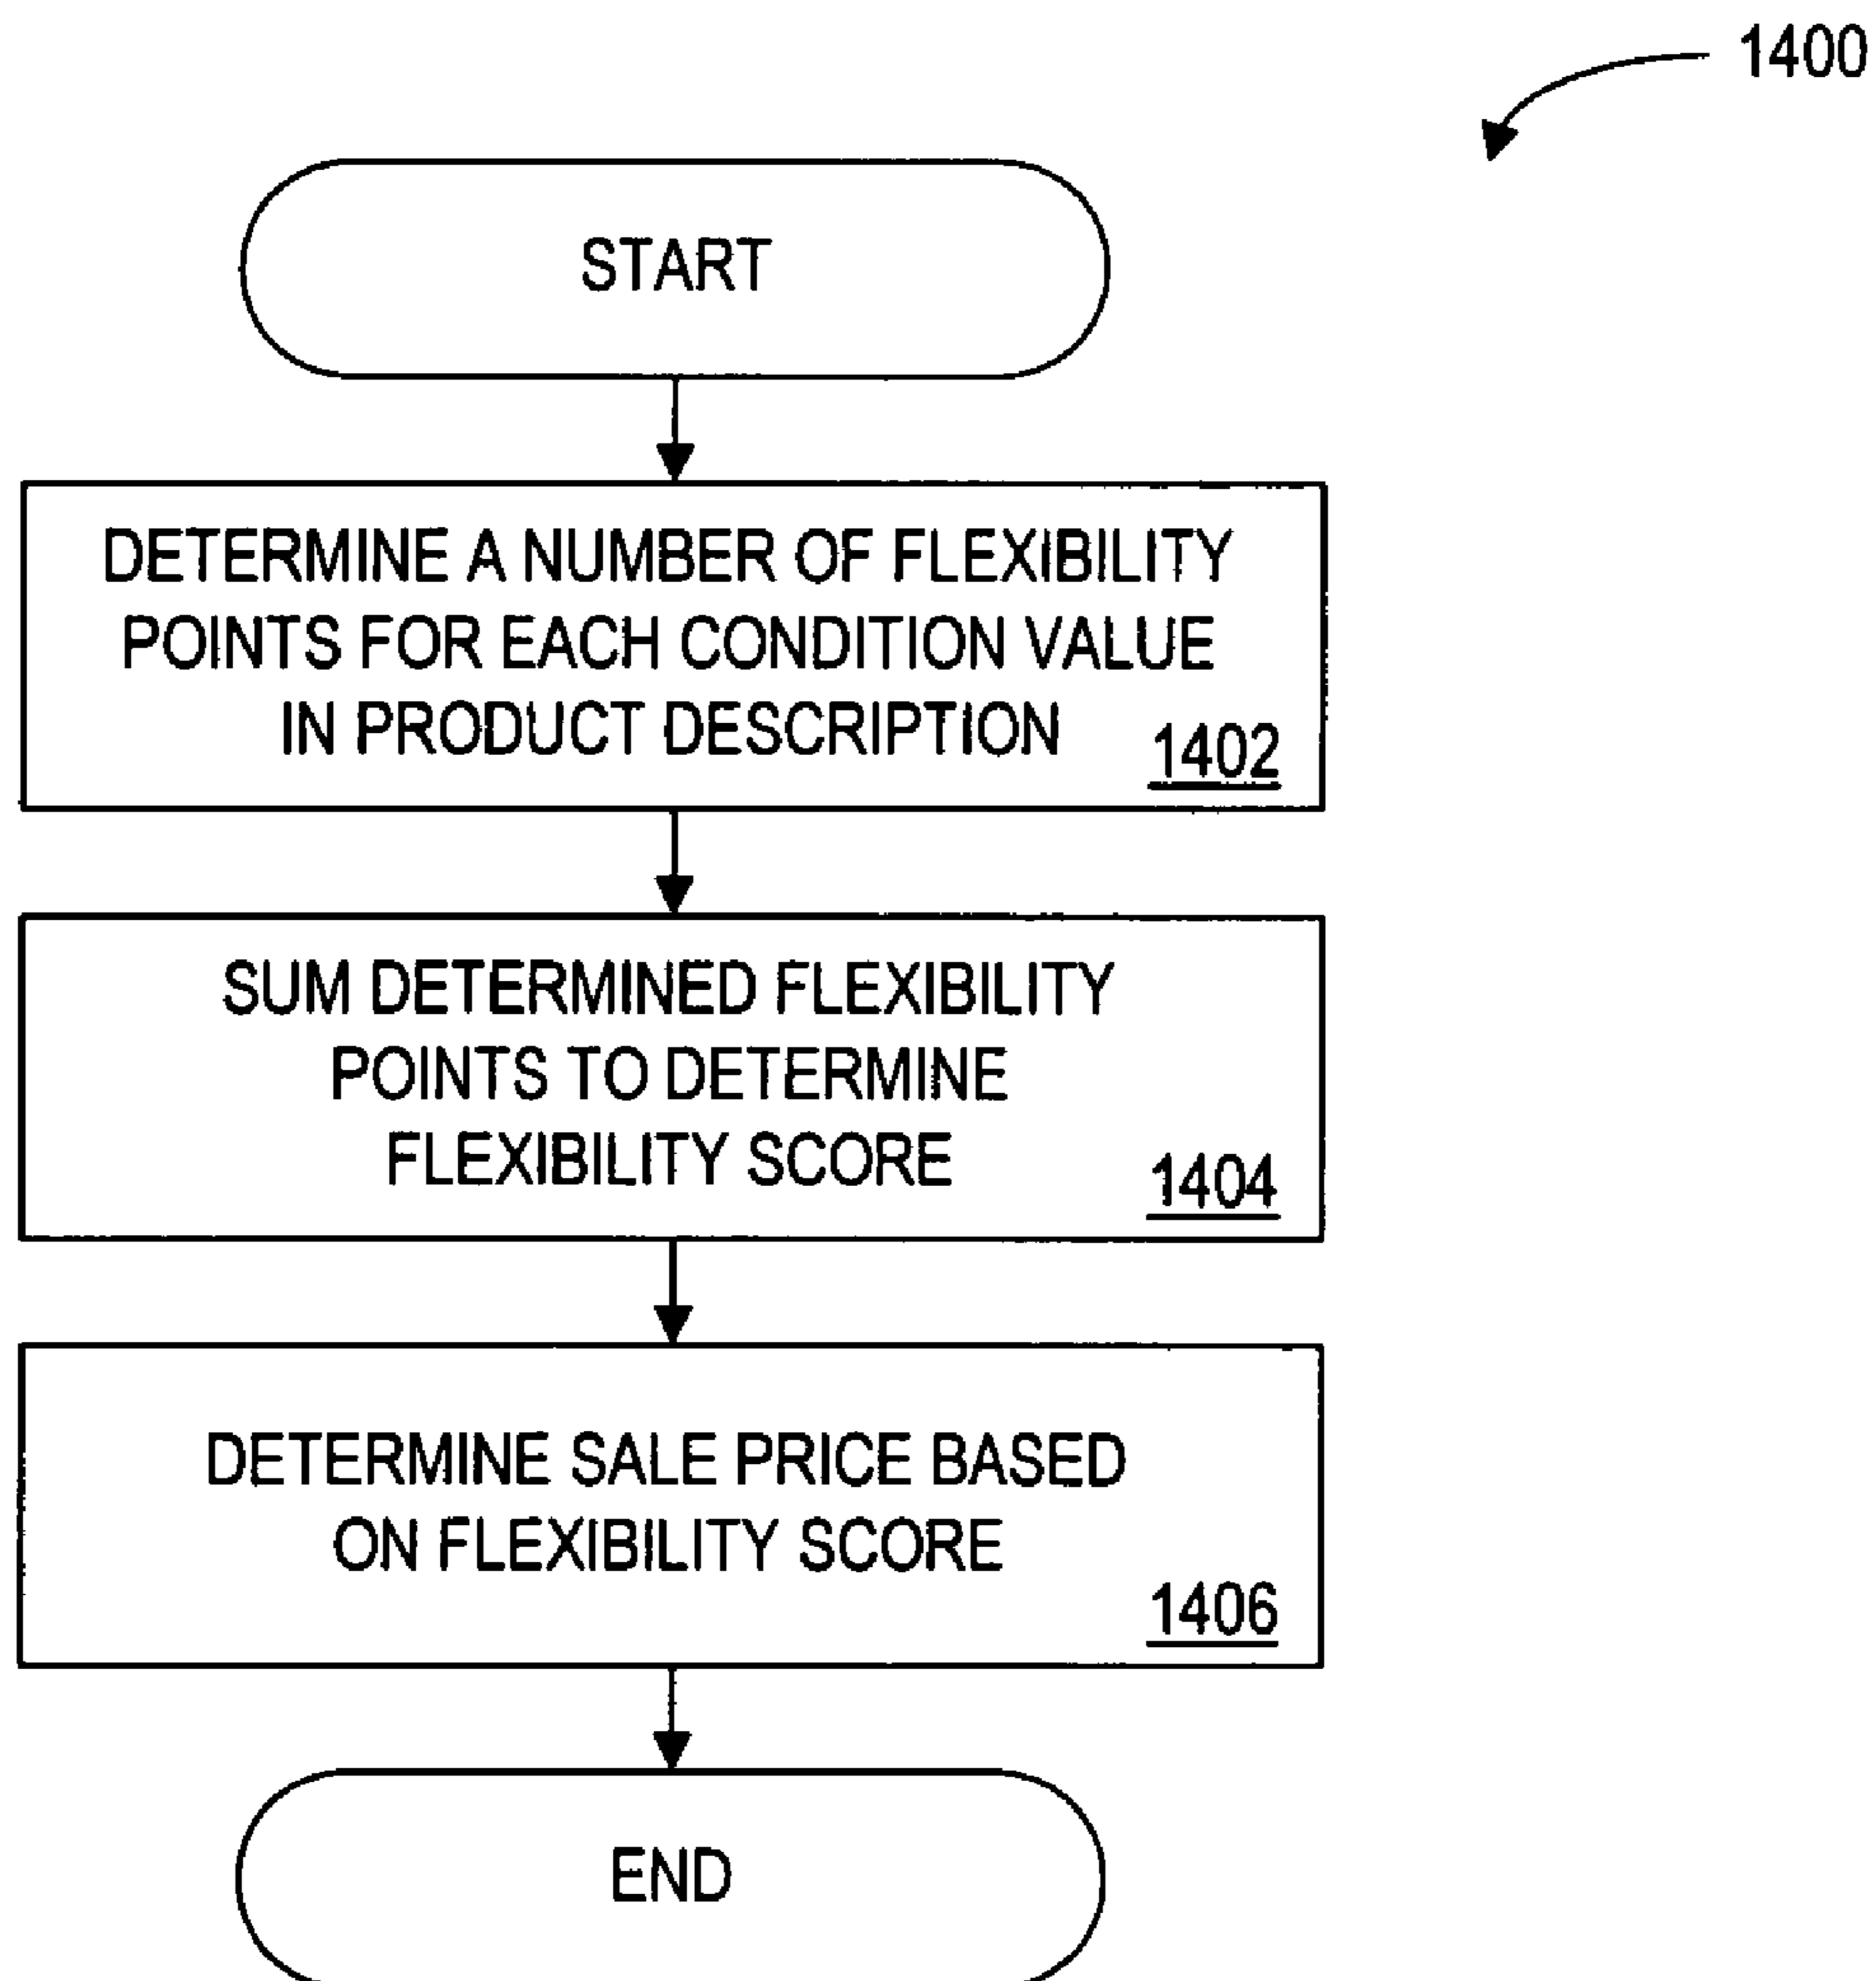 1400
START
DETERMINE A NUMBER OF FLEXIBILITY
POINTS FOR EACH CONDITION VALUE
IN PRODUCT DESCRIPTION
1402
SUM DETERMINED FLEXIBILITY
POINTS TO DETERMINE
FLEXIBILITY SCORE
1404
DETERMINE SALE PRICE BASED
ON FLEXIBILITY SCORE
1406
END